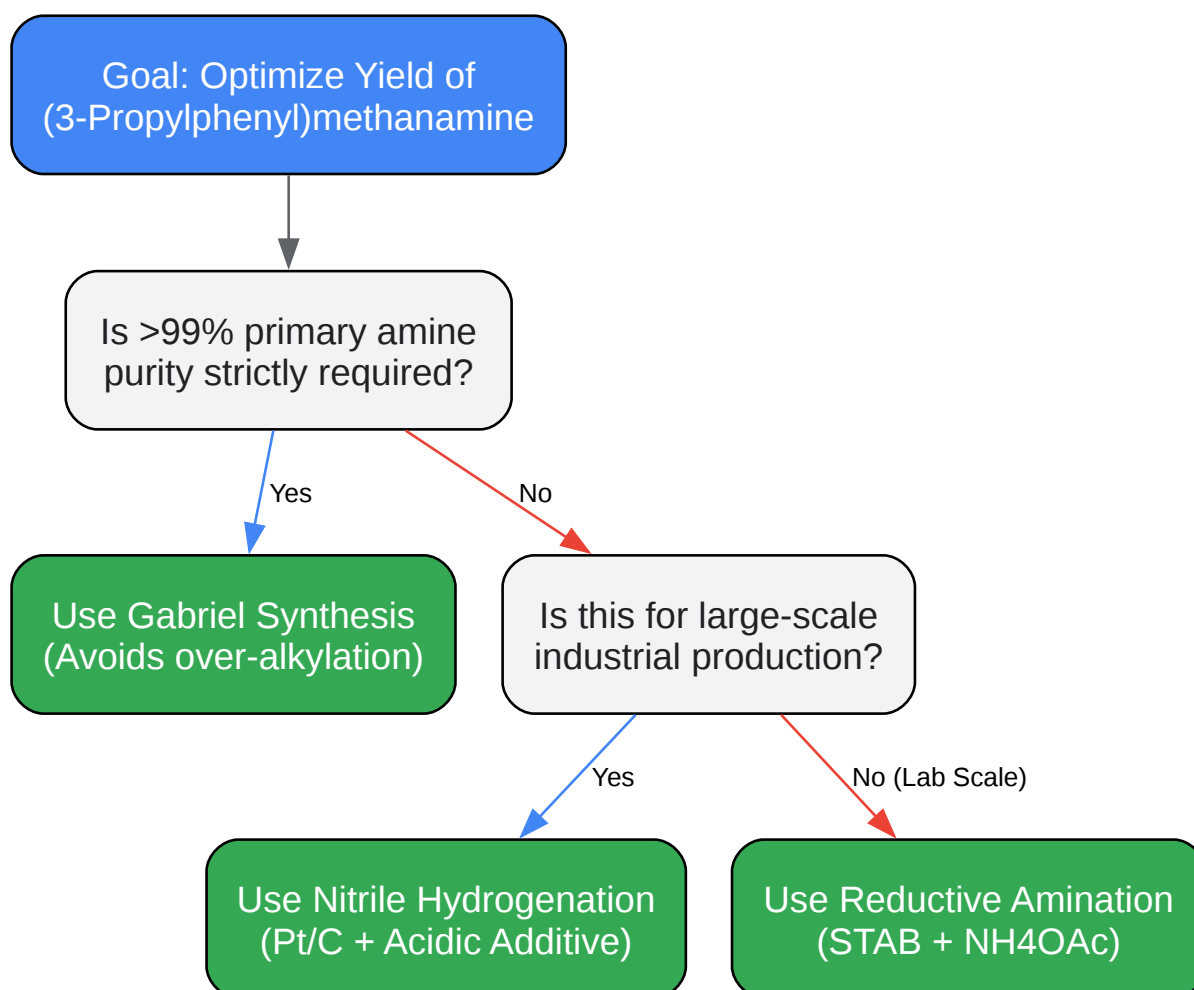 Goal: Optimize Yield of
(3-Propylphenyl)methanamine
Is >99% primary amine
purity strictly required?
Yes
No
Use Gabriel Synthesis
(Avoids over-alkylation)
Is this for large-scale
industrial production?
Yes
No (Lab Scale)
Use Nitrile Hydrogenation
(Pt/C + Acidic Additive)
Use Reductive Amination
(STAB + NH4OAc)